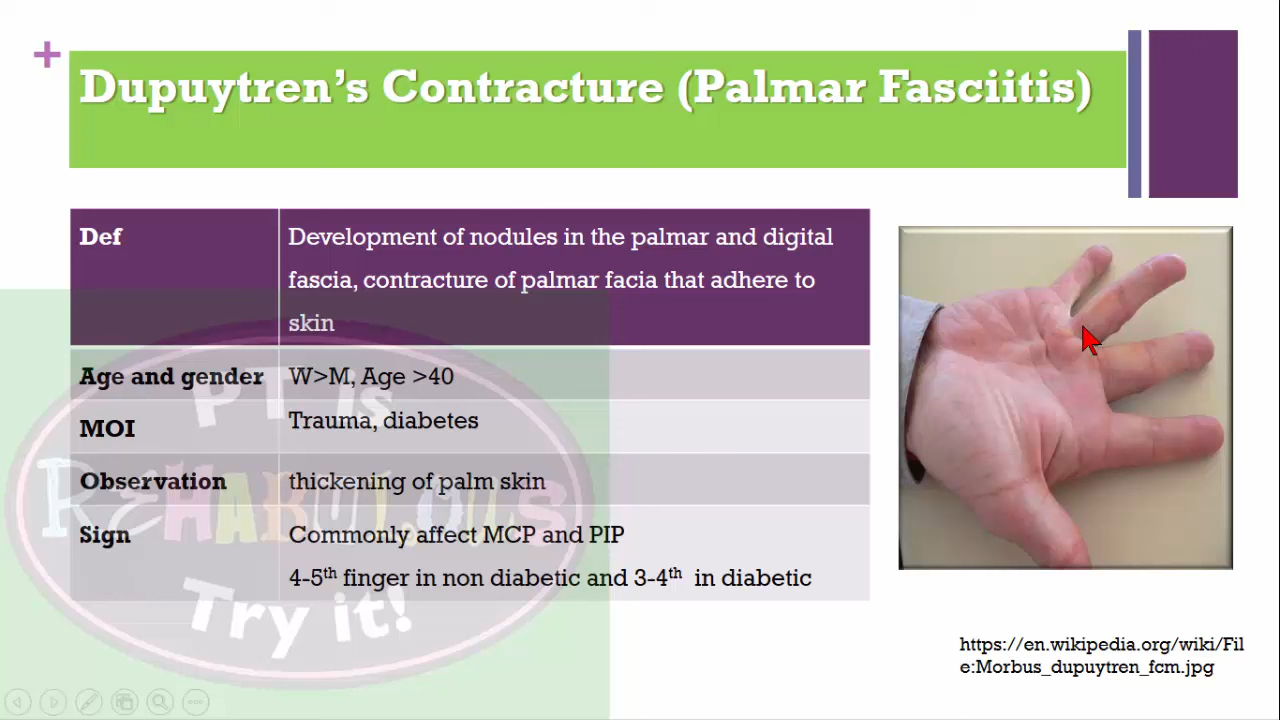 +
Dupuytren’s Contracture (Palmar Fasciitis)
Def
Development of nodules in the palmar and digital
fascia, contracture of palmar facia that adhere to
skin
Age and gender
W>M, Age >40
MOI
Trauma, diabetes
Observation
thickening of palm skin
Sign
Commonly affect MCP and PIP
4-5th finger in non diabetic and 3-4th in diabetic
PT is
REHABULOUS
Try it!
https://en.wikipedia.org/wiki/Fil
e:Morbus_dupuytren_fcm.jpg